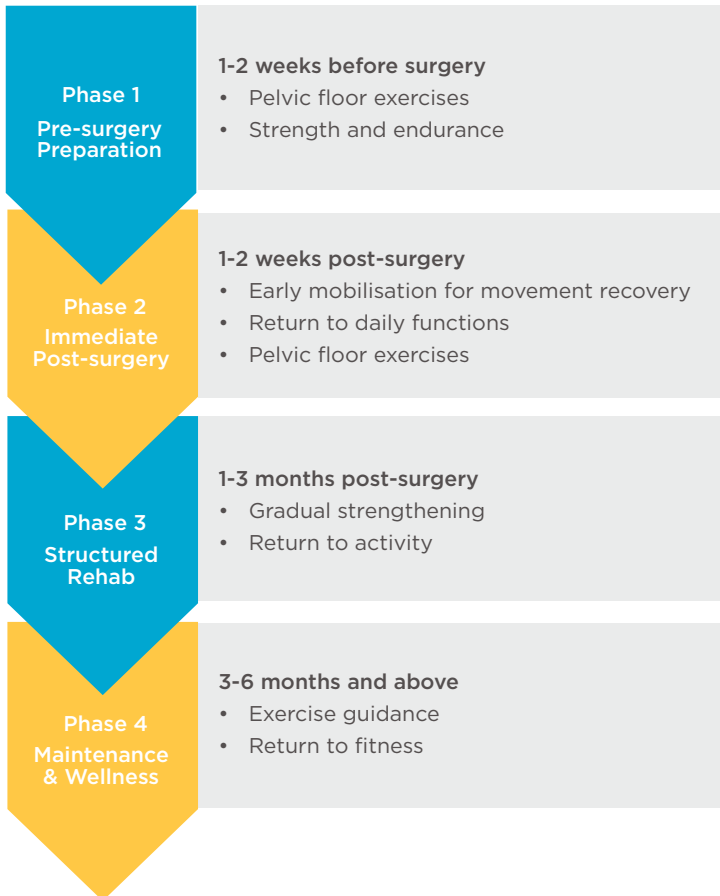 Phase 1
Pre-surgery
Preparation
1-2 weeks before surgery
• Pelvic floor exercises
• Strength and endurance
Phase 2
Immediate
Post-surgery
1-2 weeks post-surgery
• Early mobilisation for movement recovery
• Return to daily functions
• Pelvic floor exercises
Phase 3
Structured
Rehab
1-3 months post-surgery
• Gradual strengthening
• Return to activity
Phase 4
Maintenance
& Wellness
3-6 months and above
• Exercise guidance
• Return to fitness